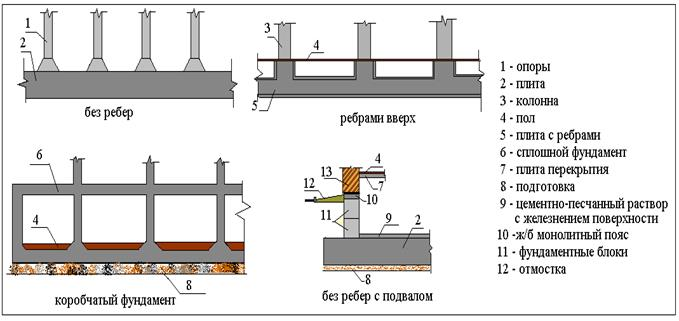 1
2
без ребер
3
4
5
ребрами вверх
6
4
8
коробчатый фундамент
13
4
7
12
10
11
9
2
8
без ребер с подвалом
1 - опоры
2 - плита
3 - колонна
4 - пол
5 - плита с ребрами
6 - сплошной фундамент
7 - плита перекрытия
8 - подготовка
9 - цементно-песчанный раствор
с железнением поверхности
10 -ж/б монолитный пояс
11 - фундаментные блоки
12 - отмостка